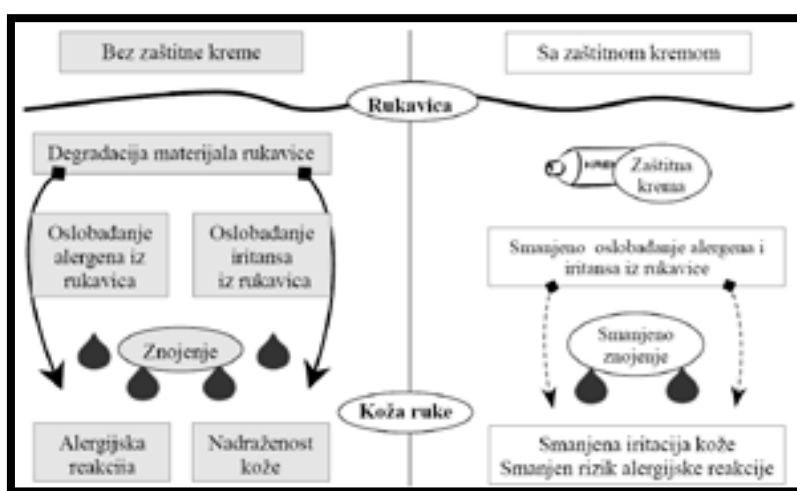 Bez zaštitne kreme
Sa zaštitnom kremom
Rukavica
Degradacija materijala rukavice
Zaštitna
krema
Oslobađanje
alergena iz
rukavica
Oslobađanje
iritansa
iz rukavica
Smanjeno oslobađanje alergena i
iritansa iz rukavice
Znojenje
Smanjeno
znojenje
Koža ruke
Alergijska
reakcija
Nadraženost
kože
Smanjena iritacija kože
Smanjen rizik alergijske reakcije